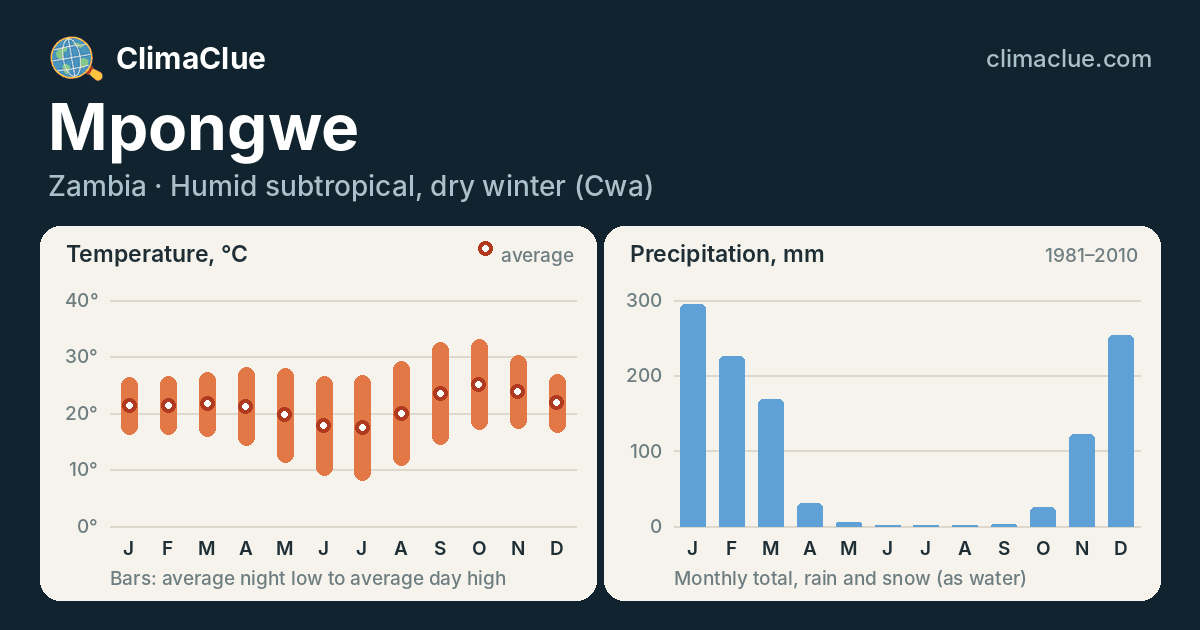 ClimaClue
climaclue.com
Mpongwe
Zambia · Humid subtropical, dry winter (Cwa)
Temperature, °C
average
40°
30°
20°
10°
0°
J F M A M J J A S O N D
Bars: average night low to average day high
Precipitation, mm
1981–2010
300
200
100
0
J F M A M J J A S O N D
Monthly total, rain and snow (as water)